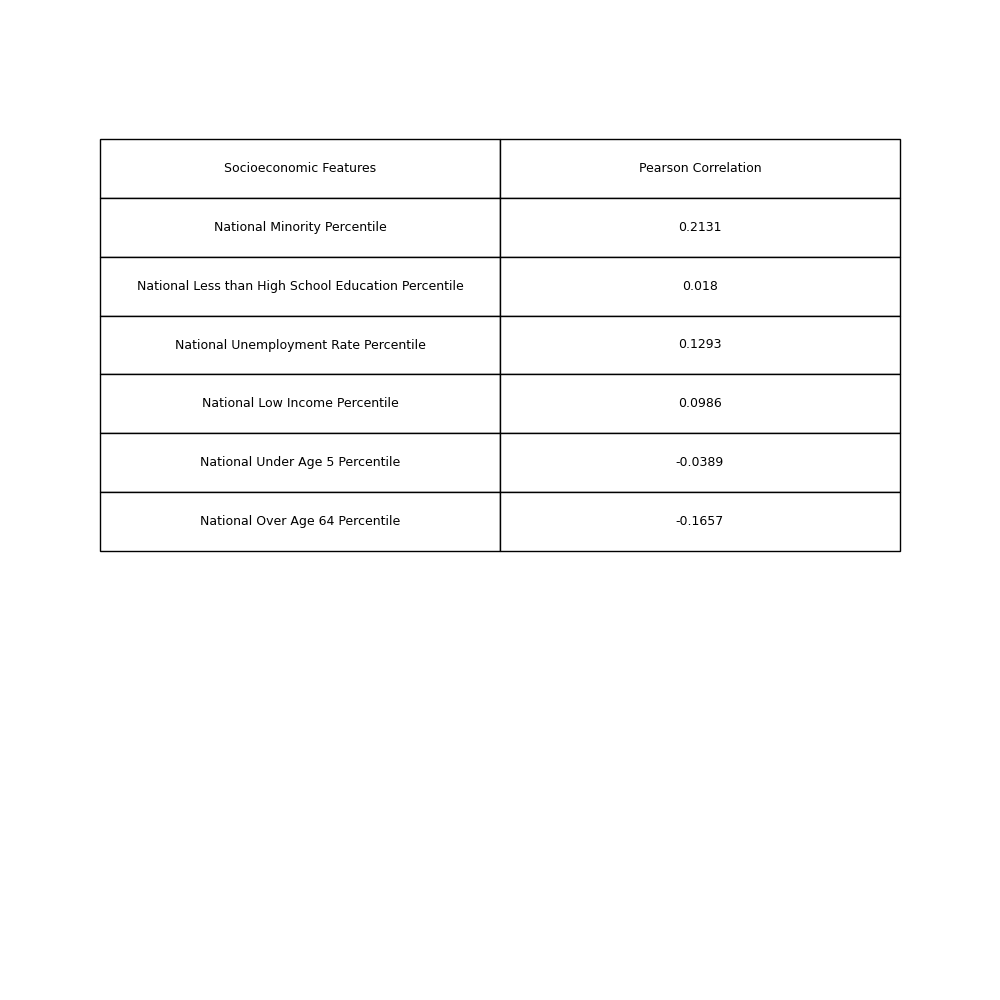 Socioeconomic Features Pearson Correlation
National Minority Percentile 0.2131
National Less than High School Education Percentile 0.018
National Unemployment Rate Percentile 0.1293
National Low Income Percentile 0.0986
National Under Age 5 Percentile -0.0389
National Over Age 64 Percentile -0.1657